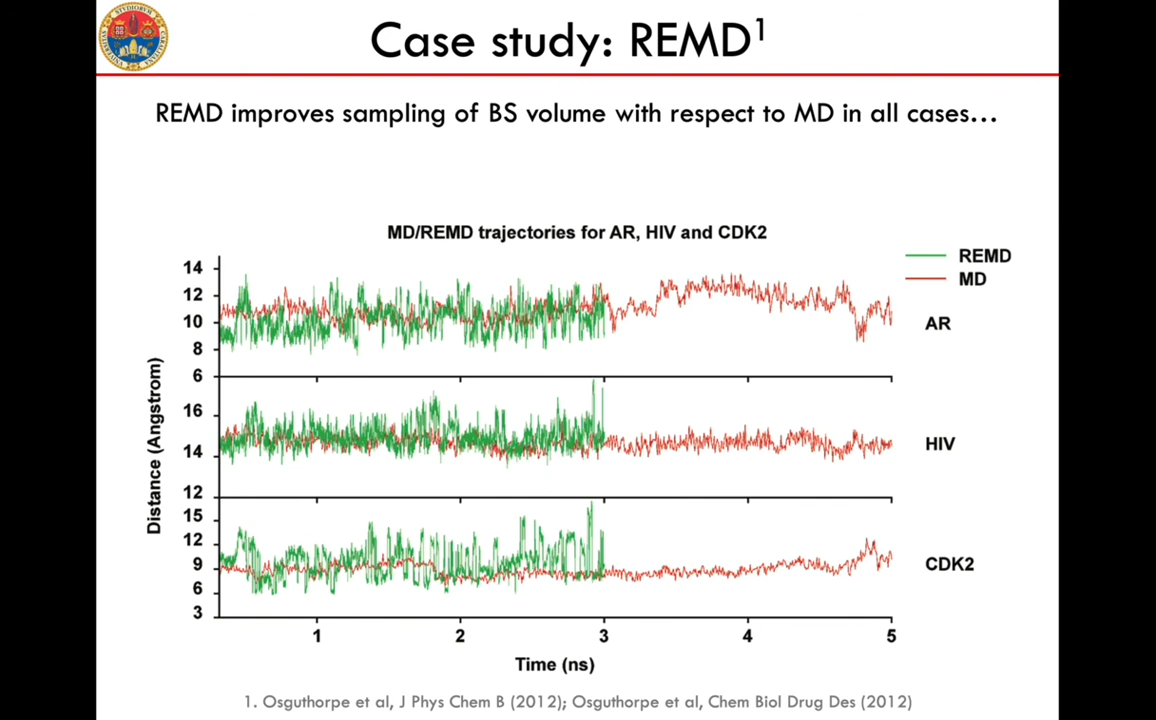 Case study: REMD1
REMD improves sampling of BS volume with respect to MD in all cases…
MD/REMD trajectories for AR, HIV and CDK2
REMD
MD
14
12
10
8
6
AR
16
14
12
HIV
15
12
9
6
3
CDK2
Distance (Angstrom)
1 2 3 4 5
Time (ns)
1. Osguthorpe et al, J Phys Chem B (2012); Osguthorpe et al, Chem Biol Drug Des (2012)